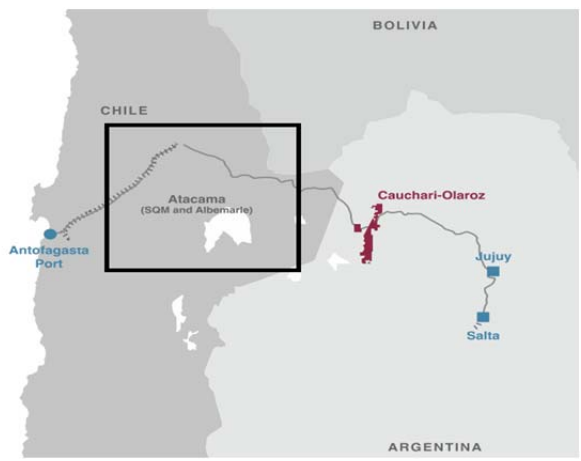 BOLIVIA
CHILE
Atacama
(SQM and Albemarle)
Cauchari-Olaroz
Antofagasta
Port
Jujuy
Salta
ARGENTINA